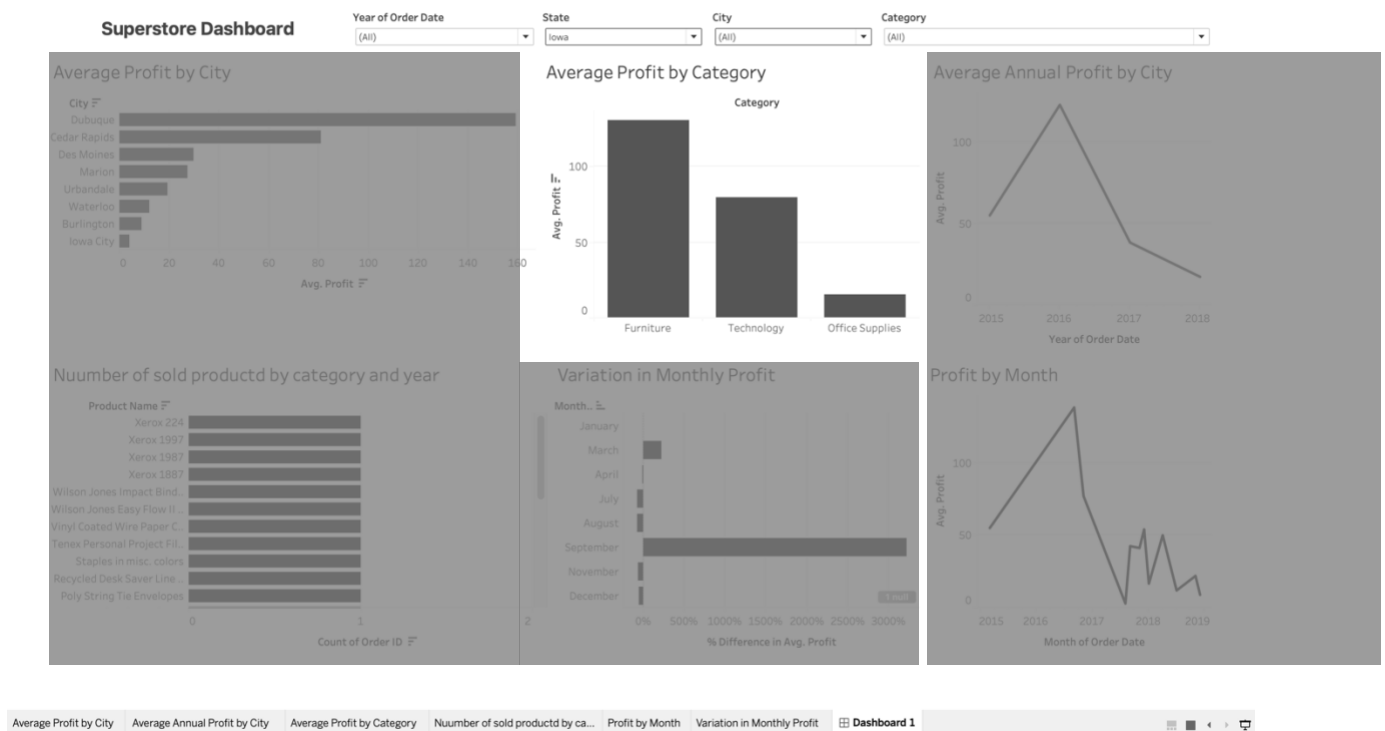 Superstore Dashboard
Year of Order Date
(All)
State
Iowa
City
(All)
Category
(All)
Average Profit by City
City
Dubuque
Cedar Rapids
Des Moines
Marion
Urbandale
Waterloo
Burlington
Iowa City
0 20 40 60 80 100 120 140 160
Avg. Profit
Average Profit by Category
Category
100
50
0
Avg. Profit
Furniture Technology Office Supplies
Average Annual Profit by City
100
50
0
Avg. Profit
2015 2016 2017 2018
Year of Order Date
Nuumber of sold productd by category and year
Product Name
Xerox 224
Xerox 1997
Xerox 1987
Xerox 1887
Wilson Jones Impact Bind..
Wilson Jones Easy Flow II ..
Vinyl Coated Wire Paper C..
Tenex Personal Project Fil..
Staples in misc. colors
Recycled Desk Saver Line ..
Poly String Tie Envelopes
0 1 2
Count of Order ID
Variation in Monthly Profit
Month..
January
March
April
July
August
September
November
December
1 null
0% 500% 1000% 1500% 2000% 2500% 3000%
% Difference in Avg. Profit
Profit by Month
100
50
0
Avg. Profit
2015 2016 2017 2018 2019
Month of Order Date
Average Profit by City Average Annual Profit by City Average Profit by Category Nuumber of sold productd by ca... Profit by Month Variation in Monthly Profit Dashboard 1